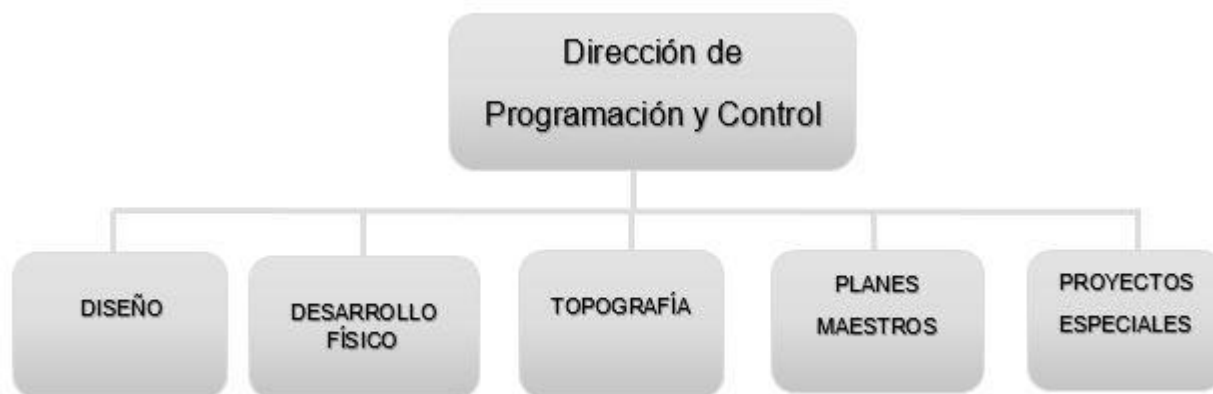 Dirección de
Programación y Control
DISEÑO
DESARROLLO
FÍSICO
TOPOGRAFÍA
PLANES
MAESTROS
PROYECTOS
ESPECIALES